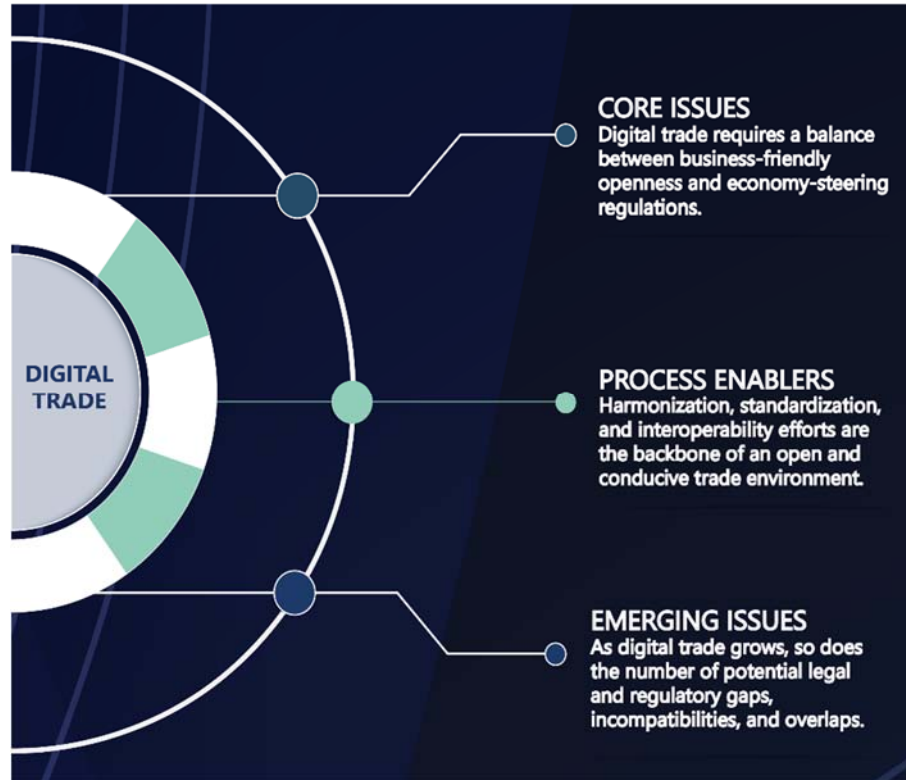 DIGITAL
TRADE
CORE ISSUES
Digital trade requires a balance
between business-friendly
openness and economy-steering
regulations.
PROCESS ENABLERS
Harmonization, standardization,
and interoperability efforts are
the backbone of an open and
conducive trade environment.
EMERGING ISSUES
As digital trade grows, so does
the number of potential legal
and regulatory gaps,
incompatibilities, and overlaps.